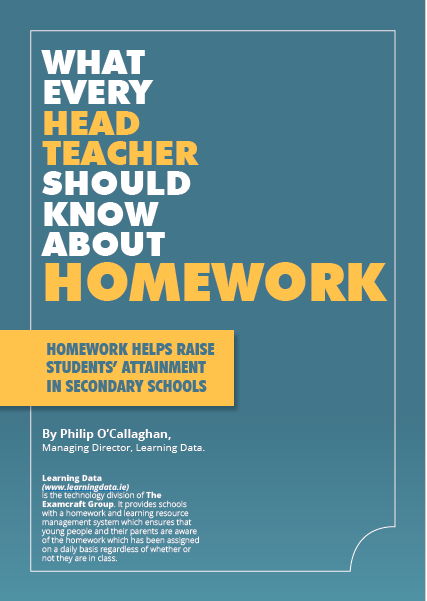 WHAT
EVERY
HEAD
TEACHER
SHOULD
KNOW
ABOUT
HOMEWORK
HOMEWORK HELPS RAISE
STUDENTS' ATTAINMENT
IN SECONDARY SCHOOLS
By Philip O'Callaghan,
Managing Director, Learning Data.
Learning Data
(www.learningdata.ie)
is the technology division of The
Examcraft Group. It provides schools
with a homework and learning resource
management system which ensures that
young people and their parents are aware
of the homework which has been assigned
on a daily basis regardless of whether or
not they are in class.